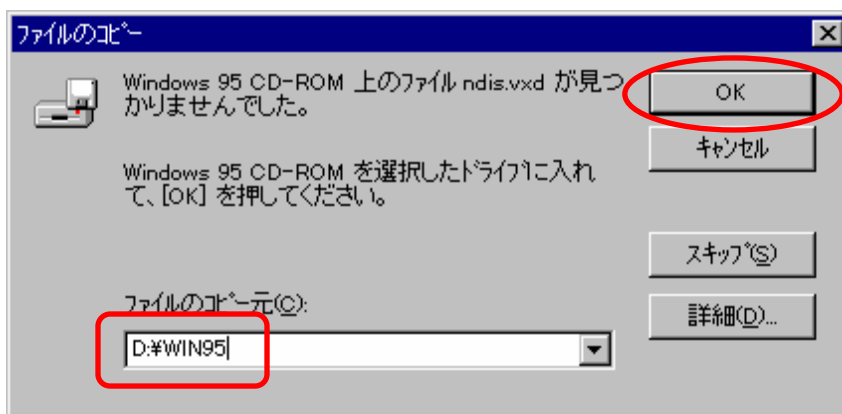 ﾌｧｲﾙのｺﾋﾟｰ
Windows 95 CD-ROM 上のﾌｧｲﾙ ndis.vxd が見つ
かりませんでした。
Windows 95 CD-ROM を選択したﾄﾞﾗｲﾌﾞに入れ
て、[OK] を押してください。
ﾌｧｲﾙのｺﾋﾟｰ元(C):
D:¥WIN95
OK
ｷｬﾝｾﾙ
ｽｷｯﾌﾟ(S)
詳細(D)...